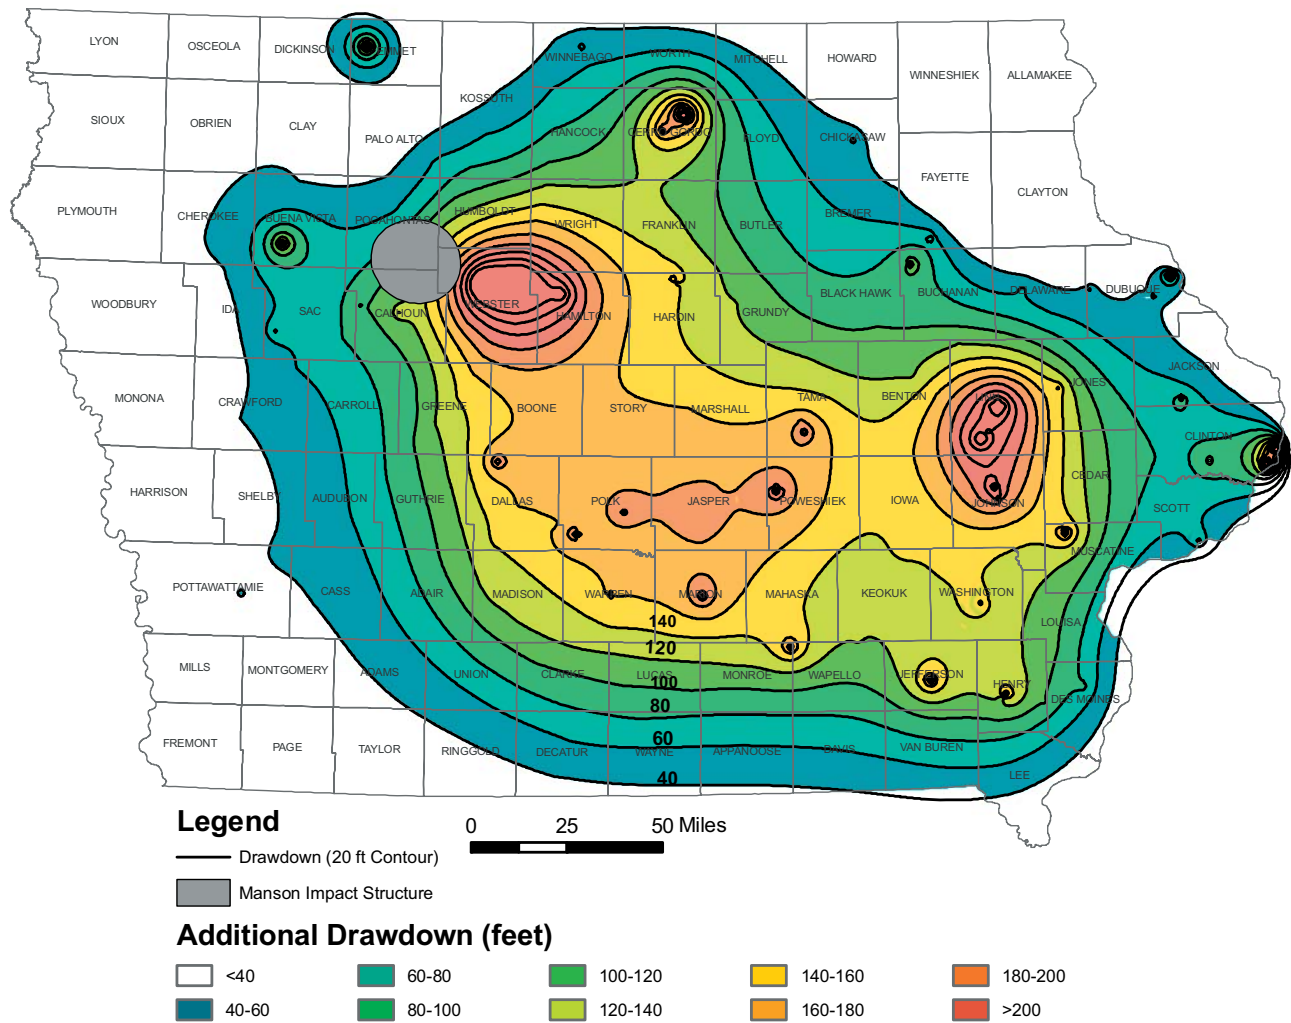 LYON
OSCEOLA
DICKINSON
EMMET
WINNEBAGO
WORTH
MITCHELL
HOWARD
WINNESHIEK
ALLAMAKEE
KOSSUTH
SIOUX
OBRIEN
CLAY
PALO ALTO
HANCOCK
CERRO GORDO
FLOYD
CHICKASAW
FAYETTE
CLAYTON
PLYMOUTH
CHEROKEE
BUENA VISTA
POCAHONTAS
HUMBOLDT
WRIGHT
FRANKLIN
BUTLER
BREMER
WOODBURY
IDA
SAC
CALHOUN
WEBSTER
HAMILTON
HARDIN
GRUNDY
BLACK HAWK
BUCHANAN
DELAWARE
DUBUQUE
JACKSON
MONONA
CRAWFORD
CARROLL
GREENE
BOONE
STORY
MARSHALL
TAMA
BENTON
LINN
JONES
CLINTON
HARRISON
SHELBY
AUDUBON
GUTHRIE
DALLAS
POLK
JASPER
POWESHIEK
IOWA
JOHNSON
CEDAR
SCOTT
MUSCATINE
POTTAWATTAMIE
CASS
ADAIR
MADISON
WARREN
MARION
MAHASKA
KEOKUK
WASHINGTON
LOUISA
140
120
MILLS
MONTGOMERY
ADAMS
UNION
CLARKE
LUCAS
MONROE
WAPELLO
JEFFERSON
HENRY
DES MOINES
100
80
FREMONT
PAGE
TAYLOR
RINGGOLD
DECATUR
WAYNE
APPANOOSE
DAVIS
VAN BUREN
LEE
60
40
Legend
0 25 50 Miles
Drawdown (20 ft Contour)
Manson Impact Structure
Additional Drawdown (feet)
<40 60-80 100-120 140-160 180-200
40-60 80-100 120-140 160-180 >200